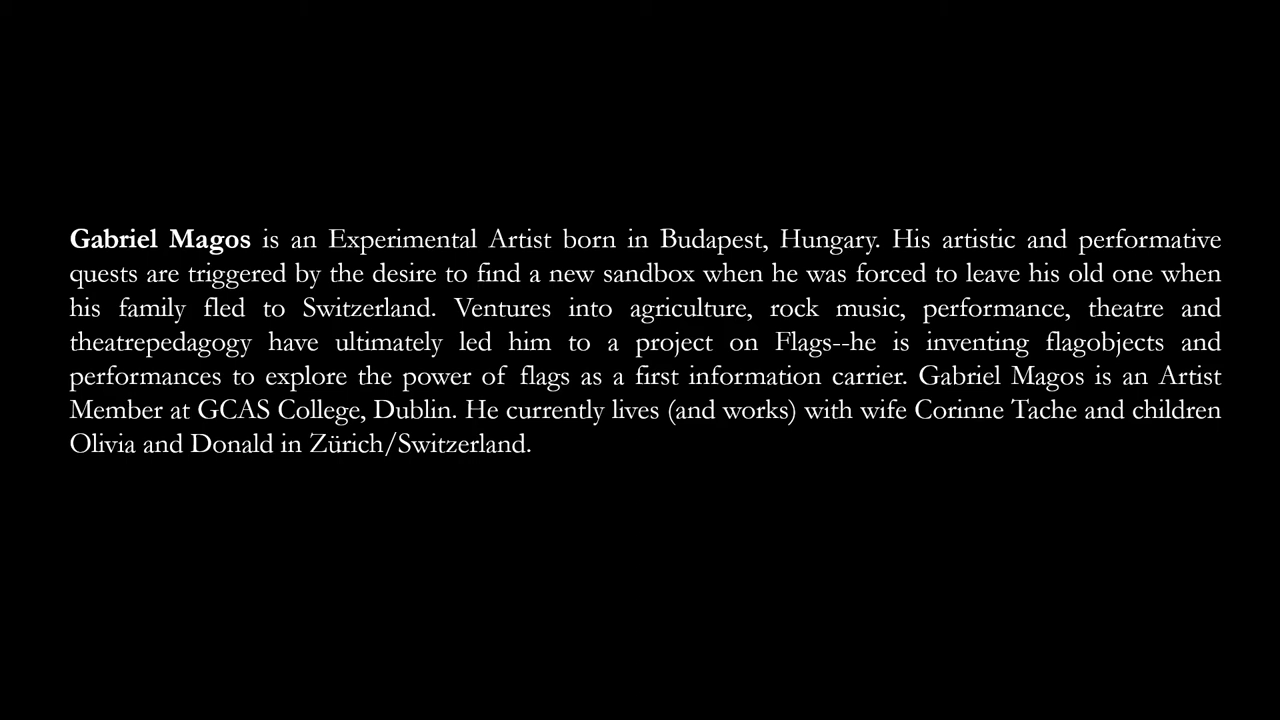 Gabriel Magos is an Experimental Artist born in Budapest, Hungary. His artistic and performative
quests are triggered by the desire to find a new sandbox when he was forced to leave his old one when
his family fled to Switzerland. Ventures into agriculture, rock music, performance, theatre and
theatrepedagogy have ultimately led him to a project on Flags--he is inventing flagobjects and
performances to explore the power of flags as a first information carrier. Gabriel Magos is an Artist
Member at GCAS College, Dublin. He currently lives (and works) with wife Corinne Tache and children
Olivia and Donald in Zürich/Switzerland.